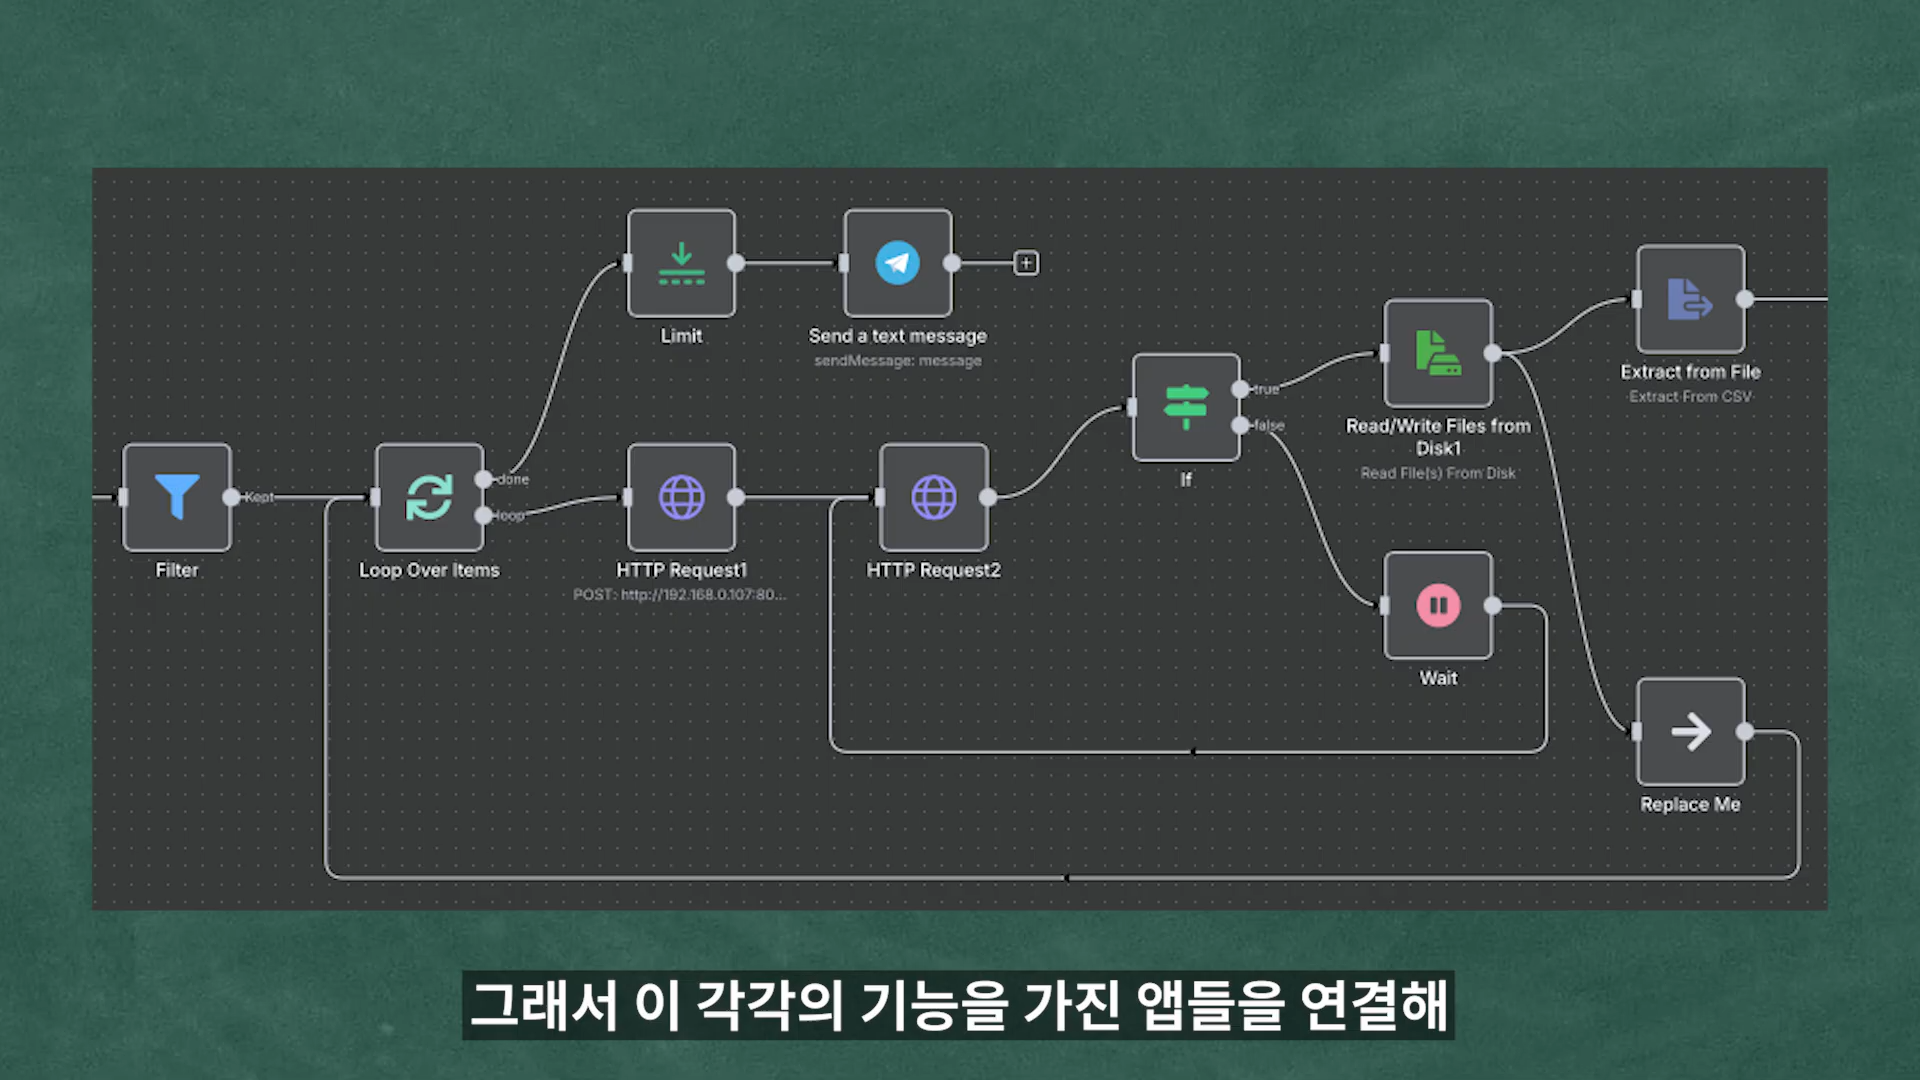 Limit
Send a text message
sendMessage: message
true
false
Read/Write Files from
Disk1
Read File(s) From Disk
Extract from File
Extract From CSV
If
Kept
done
loop
Filter
Loop Over Items
HTTP Request1
POST: http://192.168.0.107:80...
HTTP Request2
Wait
Replace Me
그래서 이 각각의 기능을 가진 앱들을 연결해